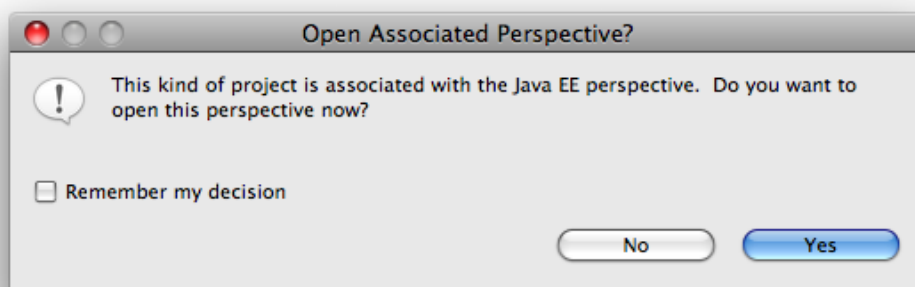 Open Associated Perspective?
This kind of project is associated with the Java EE perspective.  Do you want to
open this perspective now?
Remember my decision
No
Yes